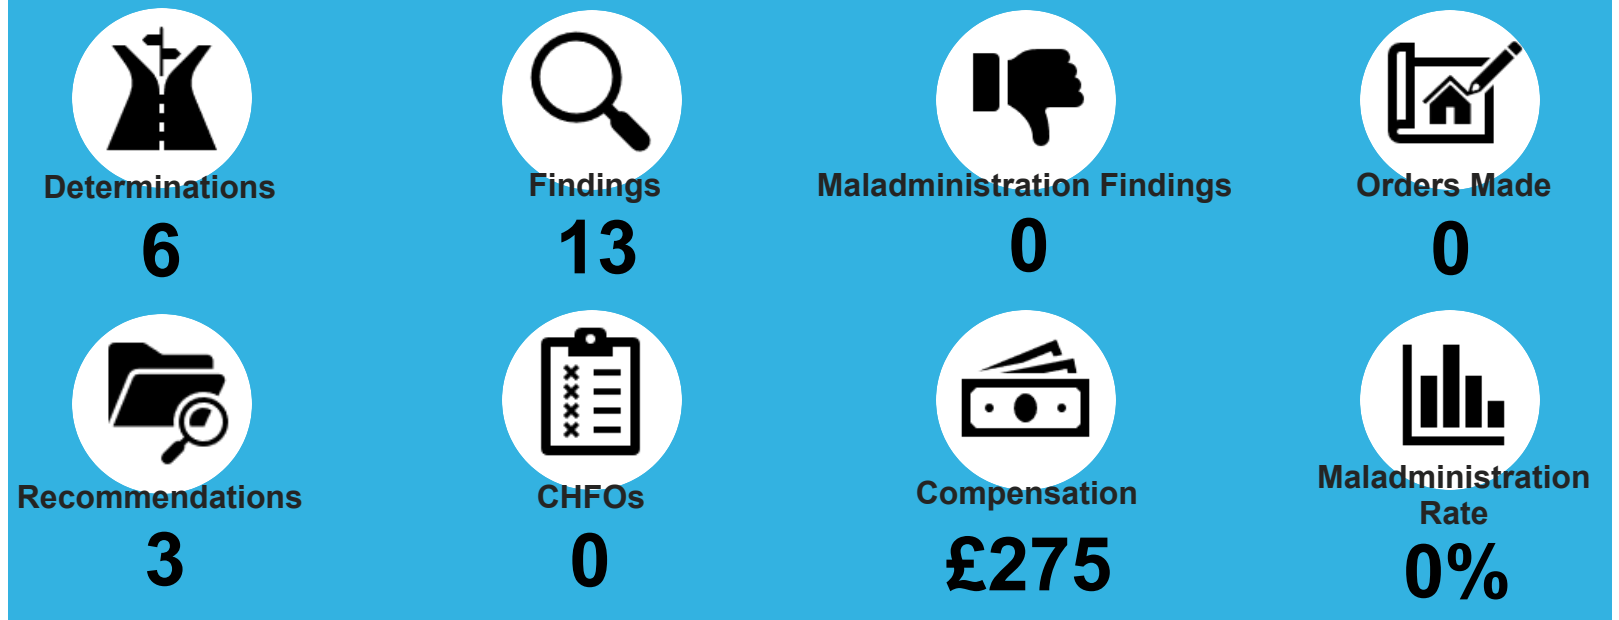 Determinations
6
Findings
13
Maladministration Findings
0
Orders Made
0
Recommendations
3
CHFOs
0
Compensation
£275
Maladministration
Rate
0%